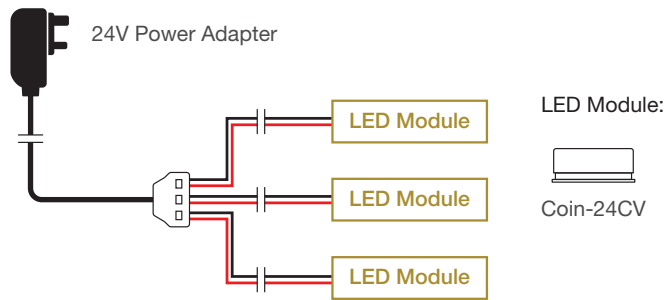 24V Power Adapter
LED Module
LED Module
LED Module
LED Module:
Coin-24CV